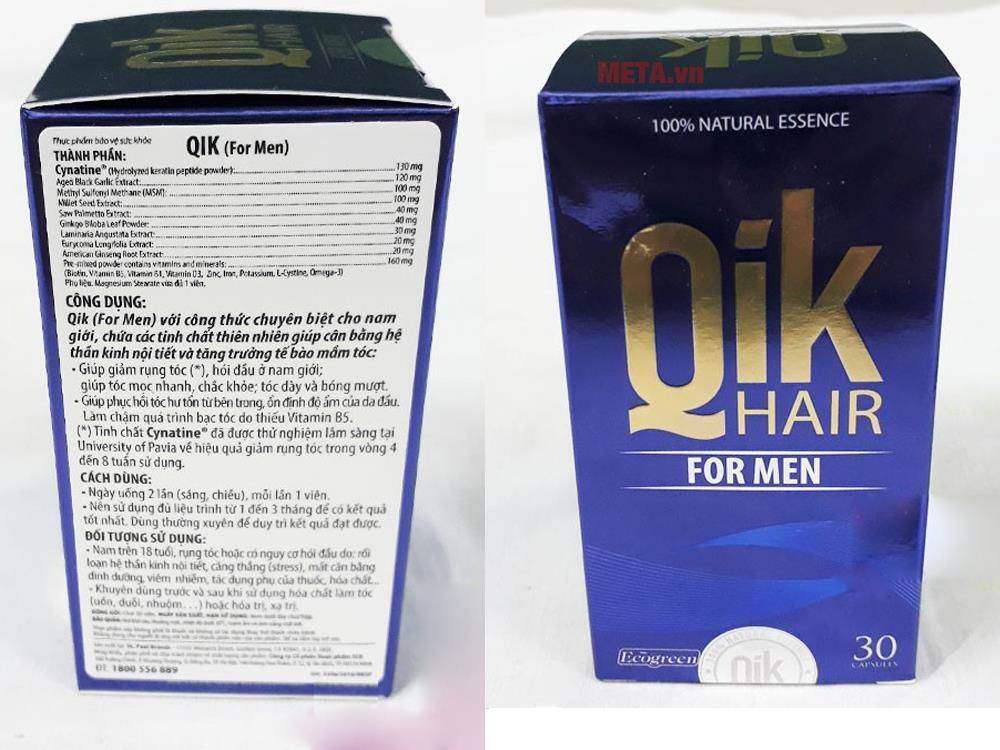 QIK
FOR MEN
Thực phẩm bảo vệ sức khỏe
QIK (For Men)
THÀNH PHẦN:
Cynatine® (Hydrolyzed keratin peptide powder): 130 mg
Aged Black Garlic Extract: 120 mg
Methyl Sulfonyl Methane (MSM): 100 mg
Millet Seed Extract: 100 mg
Saw Palmetto Extract: 40 mg
Ginkgo Biloba Leaf Powder: 40 mg
Laminaria Angustata Extract: 30 mg
Eurycoma Longifolia Extract: 20 mg
American Ginseng Root Extract: 20 mg
Pre-mixed powder contains vitamins and minerals: 160 mg
(Biotin, Vitamin B5, Vitamin B1, Vitamin D3, Zinc, Iron, Potassium, L-Cystine, Omega-3)
Phụ liệu: Magnesium Stearate vừa đủ 1 viên.
CÔNG DỤNG:
Qik (For Men) với công thức chuyên biệt cho nam
giới, chứa các tinh chất thiên nhiên giúp cân bằng hệ
thần kinh nội tiết và tăng trưởng tế bào mầm tóc:
- Giúp giảm rụng tóc (*), hói đầu ở nam giới;
giúp tóc mọc nhanh, chắc khỏe; tóc dày và bóng mượt.
- Giúp phục hồi tóc hư tổn từ bên trong, ổn định độ ẩm của da đầu.
Làm chậm quá trình bạc tóc do thiếu Vitamin B5.
(*) Tinh chất Cynatine® đã được thử nghiệm lâm sàng tại
University of Pavia về hiệu quả giảm rụng tóc trong vòng 4
đến 8 tuần sử dụng.
CÁCH DÙNG:
- Ngày uống 2 lần (sáng, chiều), mỗi lần 1 viên.
- Nên sử dụng đủ liệu trình từ 1 đến 3 tháng để có kết quả
tốt nhất. Dùng thường xuyên để duy trì kết quả đạt được.
ĐỐI TƯỢNG SỬ DỤNG:
- Nam trên 18 tuổi, rụng tóc hoặc có nguy cơ hói đầu do: rối
loạn hệ thần kinh nội tiết, căng thẳng (stress), mất cân bằng
dinh dưỡng, viêm nhiễm, tác dụng phụ của thuốc, hóa chất...
- Khuyên dùng trước và sau khi sử dụng hóa chất làm tóc
(uốn, duỗi, nhuộm...) hoặc hóa trị, xạ trị.
ĐT: 1800 556 889
Qik
META.vn
100% NATURAL ESSENCE
Qik
HAIR
FOR MEN
Ecogreen
Qik
30
CAPSULES